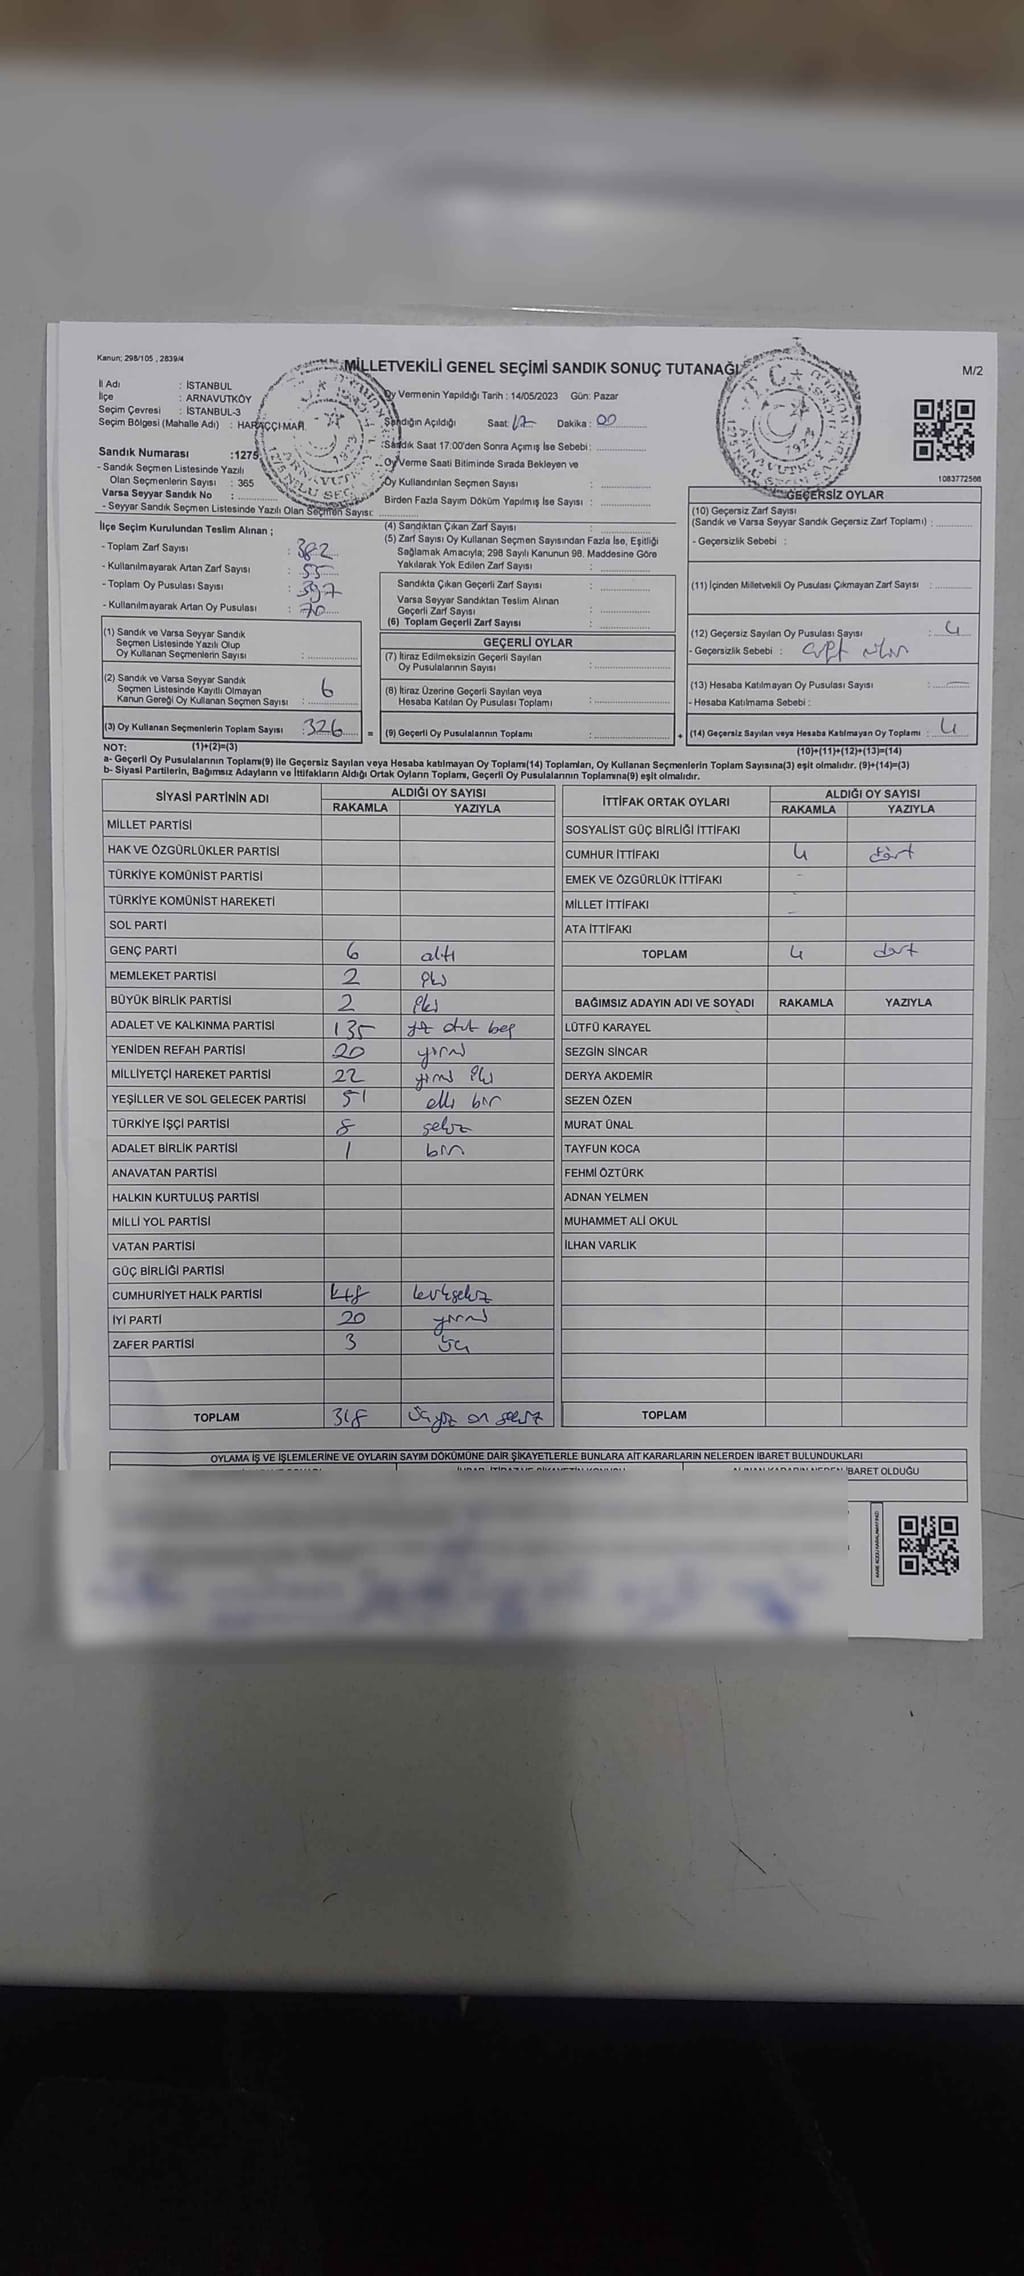 Kanun; 298/105 , 2839/4
MİLLETVEKİLİ GENEL SEÇİMİ SANDIK SONUÇ TUTANAĞI
M/2
İl Adı : İSTANBUL
İlçe : ARNAVUTKÖY
Seçim Çevresi : İSTANBUL-3
Seçim Bölgesi (Mahalle Adı) : HARAÇÇI MAH.
Oy Vermenin Yapıldığı Tarih : 14/05/2023 Gün: Pazar
Sandığın Açıldığı Saat: 17 Dakika : 00
Sandık Saat 17:00'den Sonra Açımış İse Sebebi :
Oy Verme Saati Bitiminde Sırada Bekleyen ve
Oy Kullandırılan Seçmen Sayısı :
Birden Fazla Sayım Döküm Yapılmış İse Sayısı :
Sandık Numarası :1275
- Sandık Seçmen Listesinde Yazılı
Olan Seçmenlerin Sayısı : 365
Varsa Seyyar Sandık No :
- Seyyar Sandık Seçmen Listesinde Yazılı Olan Seçmen Sayısı:
1083772566
İlçe Seçim Kurulundan Teslim Alınan ;
- Toplam Zarf Sayısı : 382
- Kullanılmayarak Artan Zarf Sayısı : 55
- Toplam Oy Pusulası Sayısı : 397
- Kullanılmayarak Artan Oy Pusulası : 70
(1) Sandık ve Varsa Seyyar Sandık
Seçmen Listesinde Yazılı Olup
Oy Kullanan Seçmenlerin Sayısı :
(2) Sandık ve Varsa Seyyar Sandık
Seçmen Listesinde Kayıtlı Olmayan
Kanun Gereği Oy Kullanan Seçmen Sayısı : 6
(3) Oy Kullanan Seçmenlerin Toplam Sayısı : 326
(4) Sandıktan Çıkan Zarf Sayısı :
(5) Zarf Sayısı Oy Kullanan Seçmen Sayısından Fazla İse, Eşitliği
Sağlamak Amacıyla; 298 Sayılı Kanunun 98. Maddesine Göre
Yakılarak Yok Edilen Zarf Sayısı :
Sandıkta Çıkan Geçerli Zarf Sayısı :
Varsa Seyyar Sandıktan Teslim Alınan
Geçerli Zarf Sayısı :
(6) Toplam Geçerli Zarf Sayısı :
GEÇERLİ OYLAR
(7) İtiraz Edilmeksizin Geçerli Sayılan
Oy Pusulalarının Sayısı :
(8) İtiraz Üzerine Geçerli Sayılan veya
Hesaba Katılan Oy Pusulası Toplamı :
= (9) Geçerli Oy Pusulalarının Toplamı :
GEÇERSİZ OYLAR
(10) Geçersiz Zarf Sayısı
(Sandık ve Varsa Seyyar Sandık Geçersiz Zarf Toplamı) :
- Geçersizlik Sebebi :
(11) İçinden Milletvekili Oy Pusulası Çıkmayan Zarf Sayısı :
(12) Geçersiz Sayılan Oy Pusulası Sayısı : 4
- Geçersizlik Sebebi :
(13) Hesaba Katılmayan Oy Pusulası Sayısı : —
- Hesaba Katılmama Sebebi :
+ (14) Geçersiz Sayılan veya Hesaba Katılmayan Oy Toplamı : 4
NOT: (1)+(2)=(3)
(10)+(11)+(12)+(13)=(14)
a- Geçerli Oy Pusulalarının Toplamı(9) ile Geçersiz Sayılan veya Hesaba katılmayan Oy Toplam(14) Toplamları, Oy Kullanan Seçmenlerin Toplam Sayısına(3) eşit olmalıdır. (9)+(14)=(3)
b- Siyasi Partilerin, Bağımsız Adayların ve İttifakların Aldığı Ortak Oyların Toplamı, Geçerli Oy Pusulalarının Toplamına(9) eşit olmalıdır.
SİYASİ PARTİNİN ADI ALDIĞI OY SAYISI
RAKAMLA YAZIYLA
MİLLET PARTİSİ
HAK VE ÖZGÜRLÜKLER PARTİSİ
TÜRKİYE KOMÜNİST PARTİSİ
TÜRKİYE KOMÜNİST HAREKETİ
SOL PARTİ
GENÇ PARTİ 6 altı
MEMLEKET PARTİSİ 2 iki
BÜYÜK BİRLİK PARTİSİ 2 iki
ADALET VE KALKINMA PARTİSİ 135 yüz otuz beş
YENİDEN REFAH PARTİSİ 20 yirmi
MİLLİYETÇİ HAREKET PARTİSİ 22 yirmi iki
YEŞİLLER VE SOL GELECEK PARTİSİ 51 elli bir
TÜRKİYE İŞÇİ PARTİSİ 8 sekiz
ADALET BİRLİK PARTİSİ 1 bir
ANAVATAN PARTİSİ
HALKIN KURTULUŞ PARTİSİ
MİLLİ YOL PARTİSİ
VATAN PARTİSİ
GÜÇ BİRLİĞİ PARTİSİ
CUMHURİYET HALK PARTİSİ 48 kırksekiz
İYİ PARTİ 20 yirmi
ZAFER PARTİSİ 3 üç
TOPLAM 318 üçyüz on sekiz
İTTİFAK ORTAK OYLARI ALDIĞI OY SAYISI
RAKAMLA YAZIYLA
SOSYALİST GÜÇ BİRLİĞİ İTTİFAKI
CUMHUR İTTİFAKI 4 dört
EMEK VE ÖZGÜRLÜK İTTİFAKI -
MİLLET İTTİFAKI -
ATA İTTİFAKI
TOPLAM 4 dört
BAĞIMSIZ ADAYIN ADI VE SOYADI RAKAMLA YAZIYLA
LÜTFÜ KARAYEL
SEZGİN SİNCAR
DERYA AKDEMİR
SEZEN ÖZEN
MURAT ÜNAL
TAYFUN KOCA
FEHMİ ÖZTÜRK
ADNAN YELMEN
MUHAMMET ALİ OKUL
İLHAN VARLIK
TOPLAM
OYLAMA İŞ VE İŞLEMLERİNE VE OYLARIN SAYIM DÖKÜMÜNE DAİR ŞİKAYETLERLE BUNLARA AİT KARARLARIN NELERDEN İBARET BULUNDUKLARI
İBARET OLDUĞU